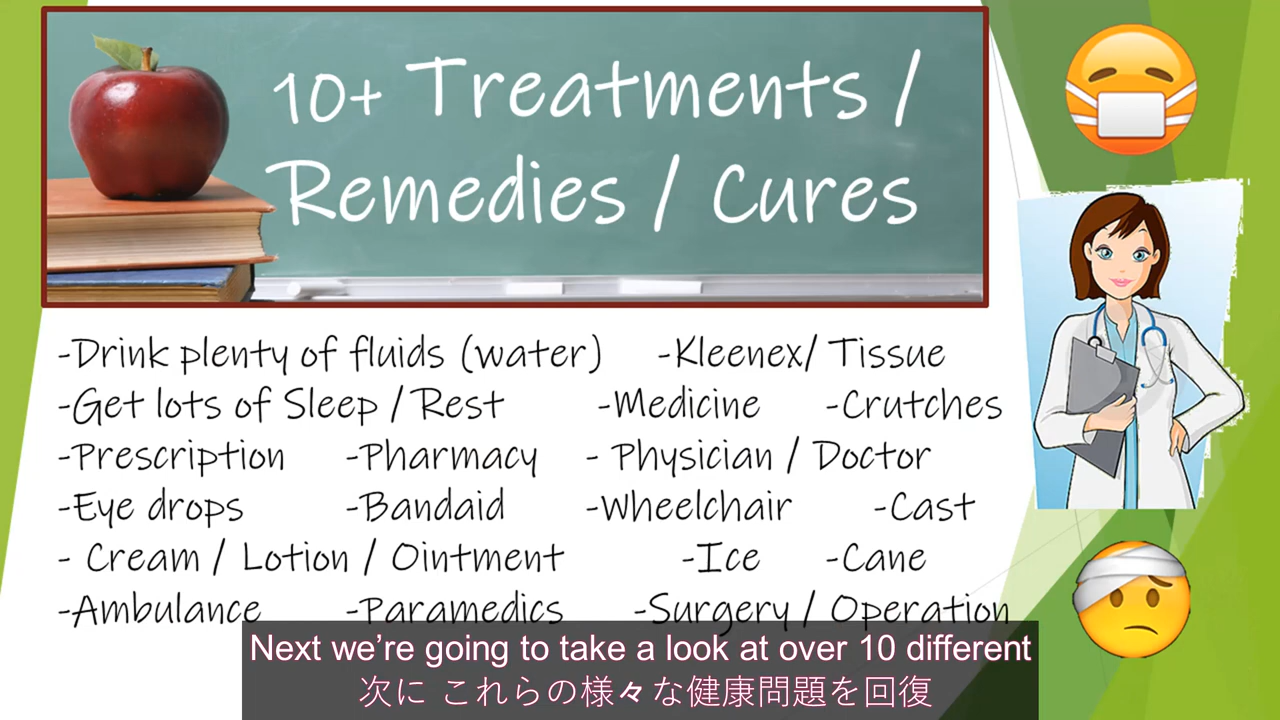 10+ Treatments /
Remedies / Cures
-Drink plenty of fluids (water) -Kleenex/ Tissue
-Get lots of Sleep / Rest -Medicine -Crutches
-Prescription -Pharmacy - Physician / Doctor
-Eye drops -Bandaid -Wheelchair -Cast
- Cream / Lotion / Ointment -Ice -Cane
-Ambulance -Paramedics -Surgery / Operation
Next we're going to take a look at over 10 different
次に これらの様々な健康問題を回復